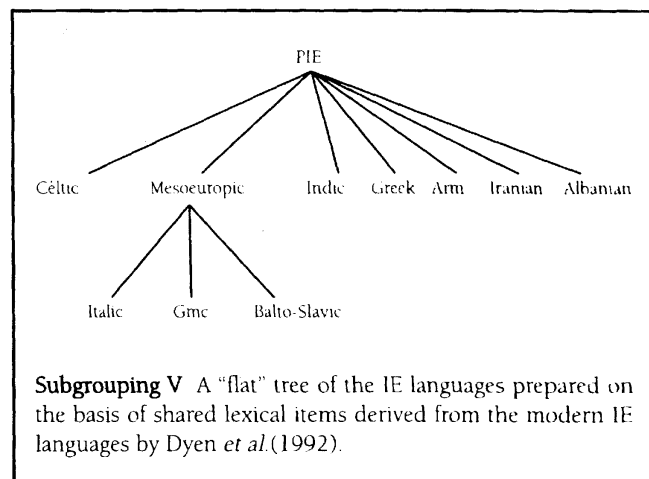 PIE
Celtic Mesoeuropic Indic Greek Arm Iranian Albanian
Italic Gmc Balto-Slavic
Subgrouping V A "flat" tree of the IE languages prepared on
the basis of shared lexical items derived from the modern IE
languages by Dyen et al.(1992).